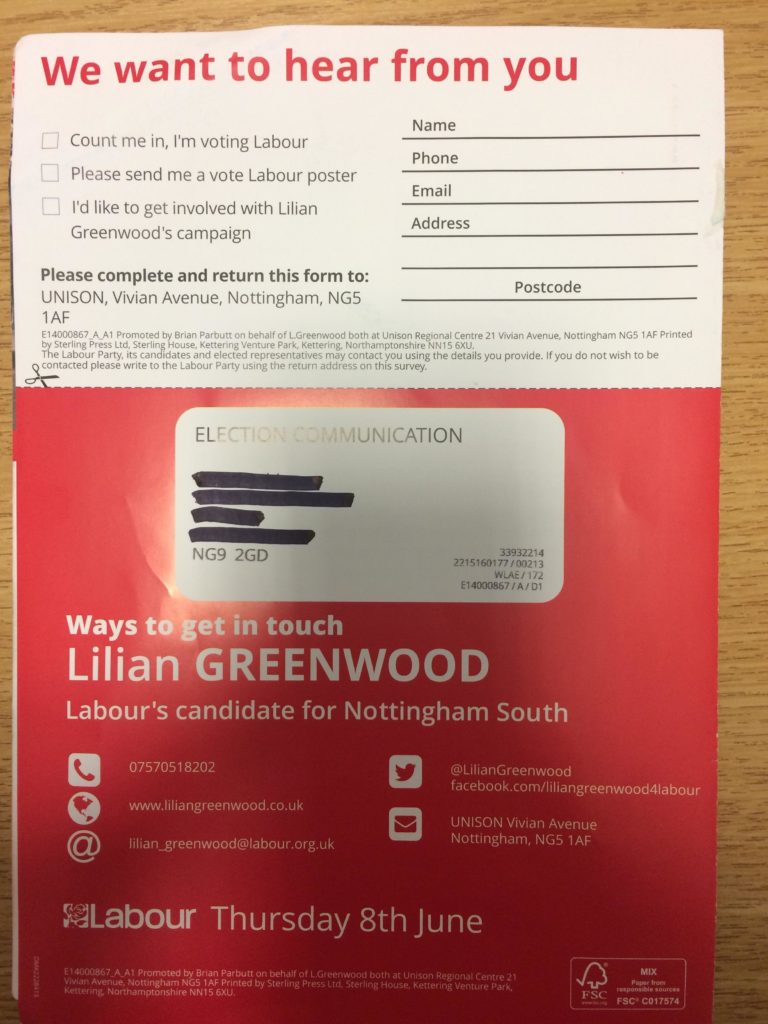 We want to hear from you
Count me in, I'm voting Labour
Please send me a vote Labour poster
I'd like to get involved with Lilian
Greenwood's campaign
Name
Phone
Email
Address
Postcode
Please complete and return this form to:
UNISON, Vivian Avenue, Nottingham, NG5
1AF
E14000867_A_A1 Promoted by Brian Parbutt on behalf of L.Greenwood both at Unison Regional Centre 21 Vivian Avenue, Nottingham NG5 1AF Printed
by Sterling Press Ltd, Sterling House, Kettering Venture Park, Kettering, Northamptonshire NN15 6XU.
The Labour Party, its candidates and elected representatives may contact you using the details you provide. If you do not wish to be
contacted please write to the Labour Party using the return address on this survey.
ELECTION COMMUNICATION
NG9 2GD
33932214
2215160177 / 00213
WLAE / 172
E14000867 / A / D1
Ways to get in touch
Lilian GREENWOOD
Labour's candidate for Nottingham South
07570518202
www.liliangreenwood.co.uk
lilian_greenwood@labour.org.uk
@LilianGreenwood
facebook.com/liliangreenwood4labour
UNISON Vivian Avenue
Nottingham, NG5 1AF
Labour Thursday 8th June
E14000867_A_A1 Promoted by Brian Parbutt on behalf of L.Greenwood both at Unison Regional Centre 21
Vivian Avenue, Nottingham NG5 1AF Printed by Sterling Press Ltd, Sterling House, Kettering Venture Park,
Kettering, Northamptonshire NN15 6XU.
FSC
www.fsc.org
MIX
Paper from
responsible sources
FSC® C017574